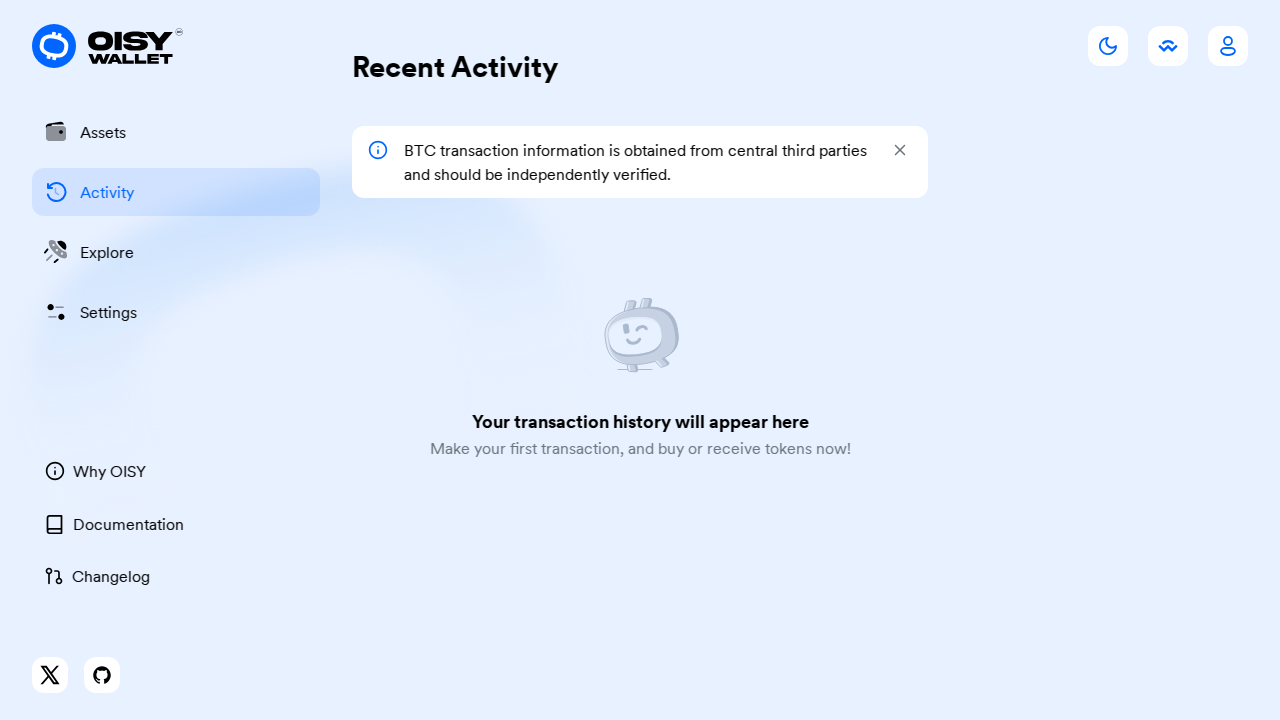 OISY
WALLET
Recent Activity
Assets
BTC transaction information is obtained from central third parties
and should be independently verified.
Activity
Explore
Settings
Your transaction history will appear here
Make your first transaction, and buy or receive tokens now!
Why OISY
Documentation
Changelog